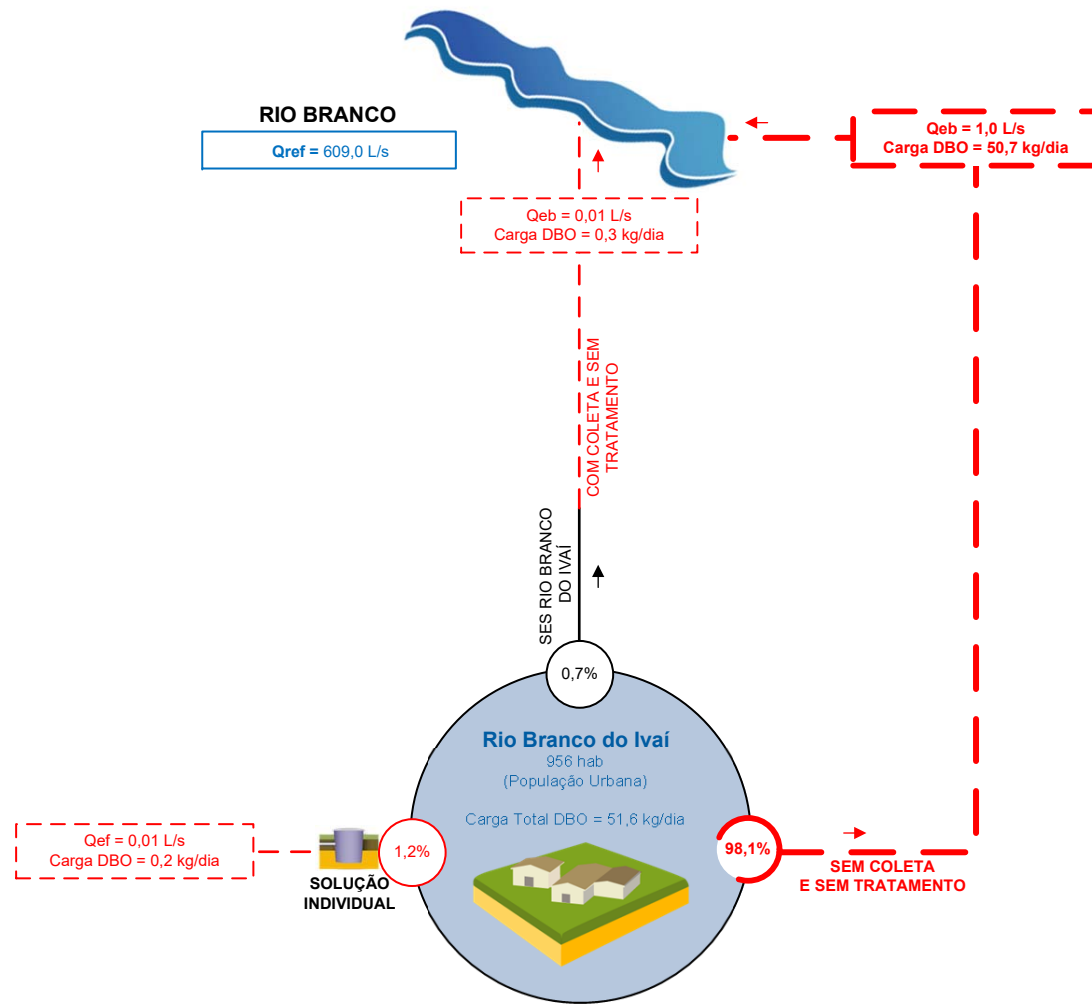 RIO BRANCO
Qref = 609,0 L/s
Qeb = 1,0 L/s
Carga DBO = 50,7 kg/dia
Qeb = 0,01 L/s
Carga DBO = 0,3 kg/dia
COM COLETA E SEM
TRATAMENTO
SES RIO BRANCO
DO IVAÍ
0,7%
Rio Branco do Ivaí
956 hab
(População Urbana)
Carga Total DBO = 51,6 kg/dia
Qef = 0,01 L/s
Carga DBO = 0,2 kg/dia
1,2%
SOLUÇÃO
INDIVIDUAL
98,1%
SEM COLETA
E SEM TRATAMENTO